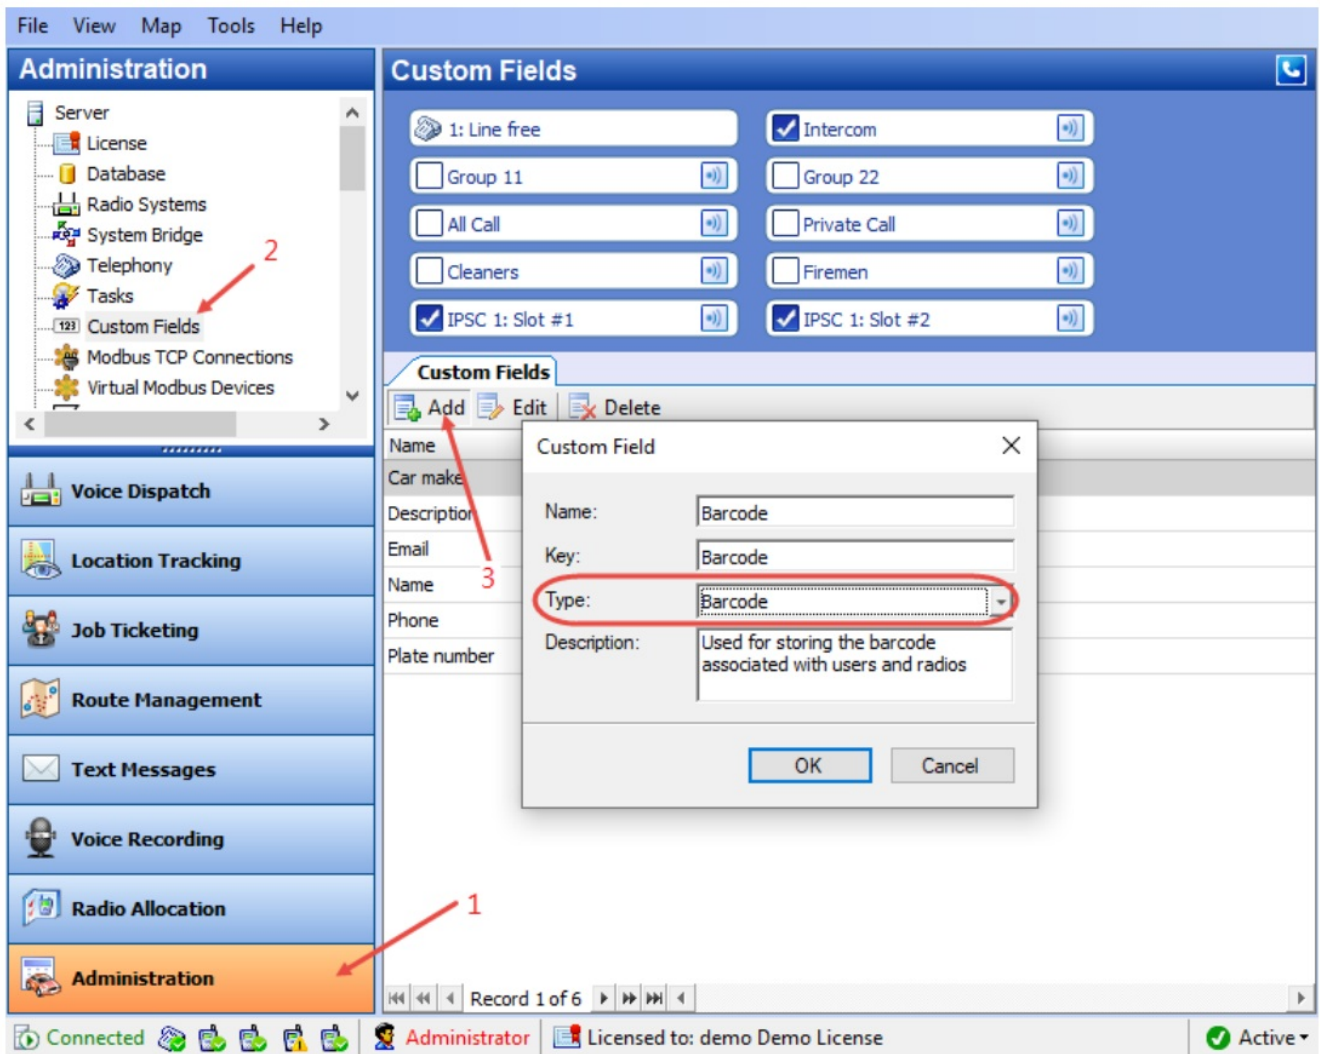 File View Map Tools Help
Administration
Server
License
Database
Radio Systems
System Bridge
2
Telephony
Tasks
123 Custom Fields
Modbus TCP Connections
Virtual Modbus Devices
Voice Dispatch
Location Tracking
Job Ticketing
Route Management
Text Messages
Voice Recording
Radio Allocation
1
Administration
Custom Fields
1: Line free
Intercom
Group 11
Group 22
All Call
Private Call
Cleaners
Firemen
IPSC 1: Slot #1
IPSC 1: Slot #2
Custom Fields
Add Edit Delete
Name
Car make
Description
Email
3
Name
Phone
Plate number
Custom Field
Name: Barcode
Key: Barcode
Type: Barcode
Description: Used for storing the barcode
associated with users and radios
OK Cancel
Record 1 of 6
Connected Administrator Licensed to: demo Demo License Active